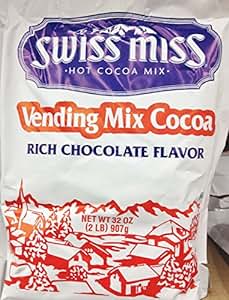 SWISS MISS
·HOT COCOA MIX·
Vending Mix Cocoa
RICH CHOCOLATE FLAVOR
NET WT 32 OZ
(2 LB) 907g